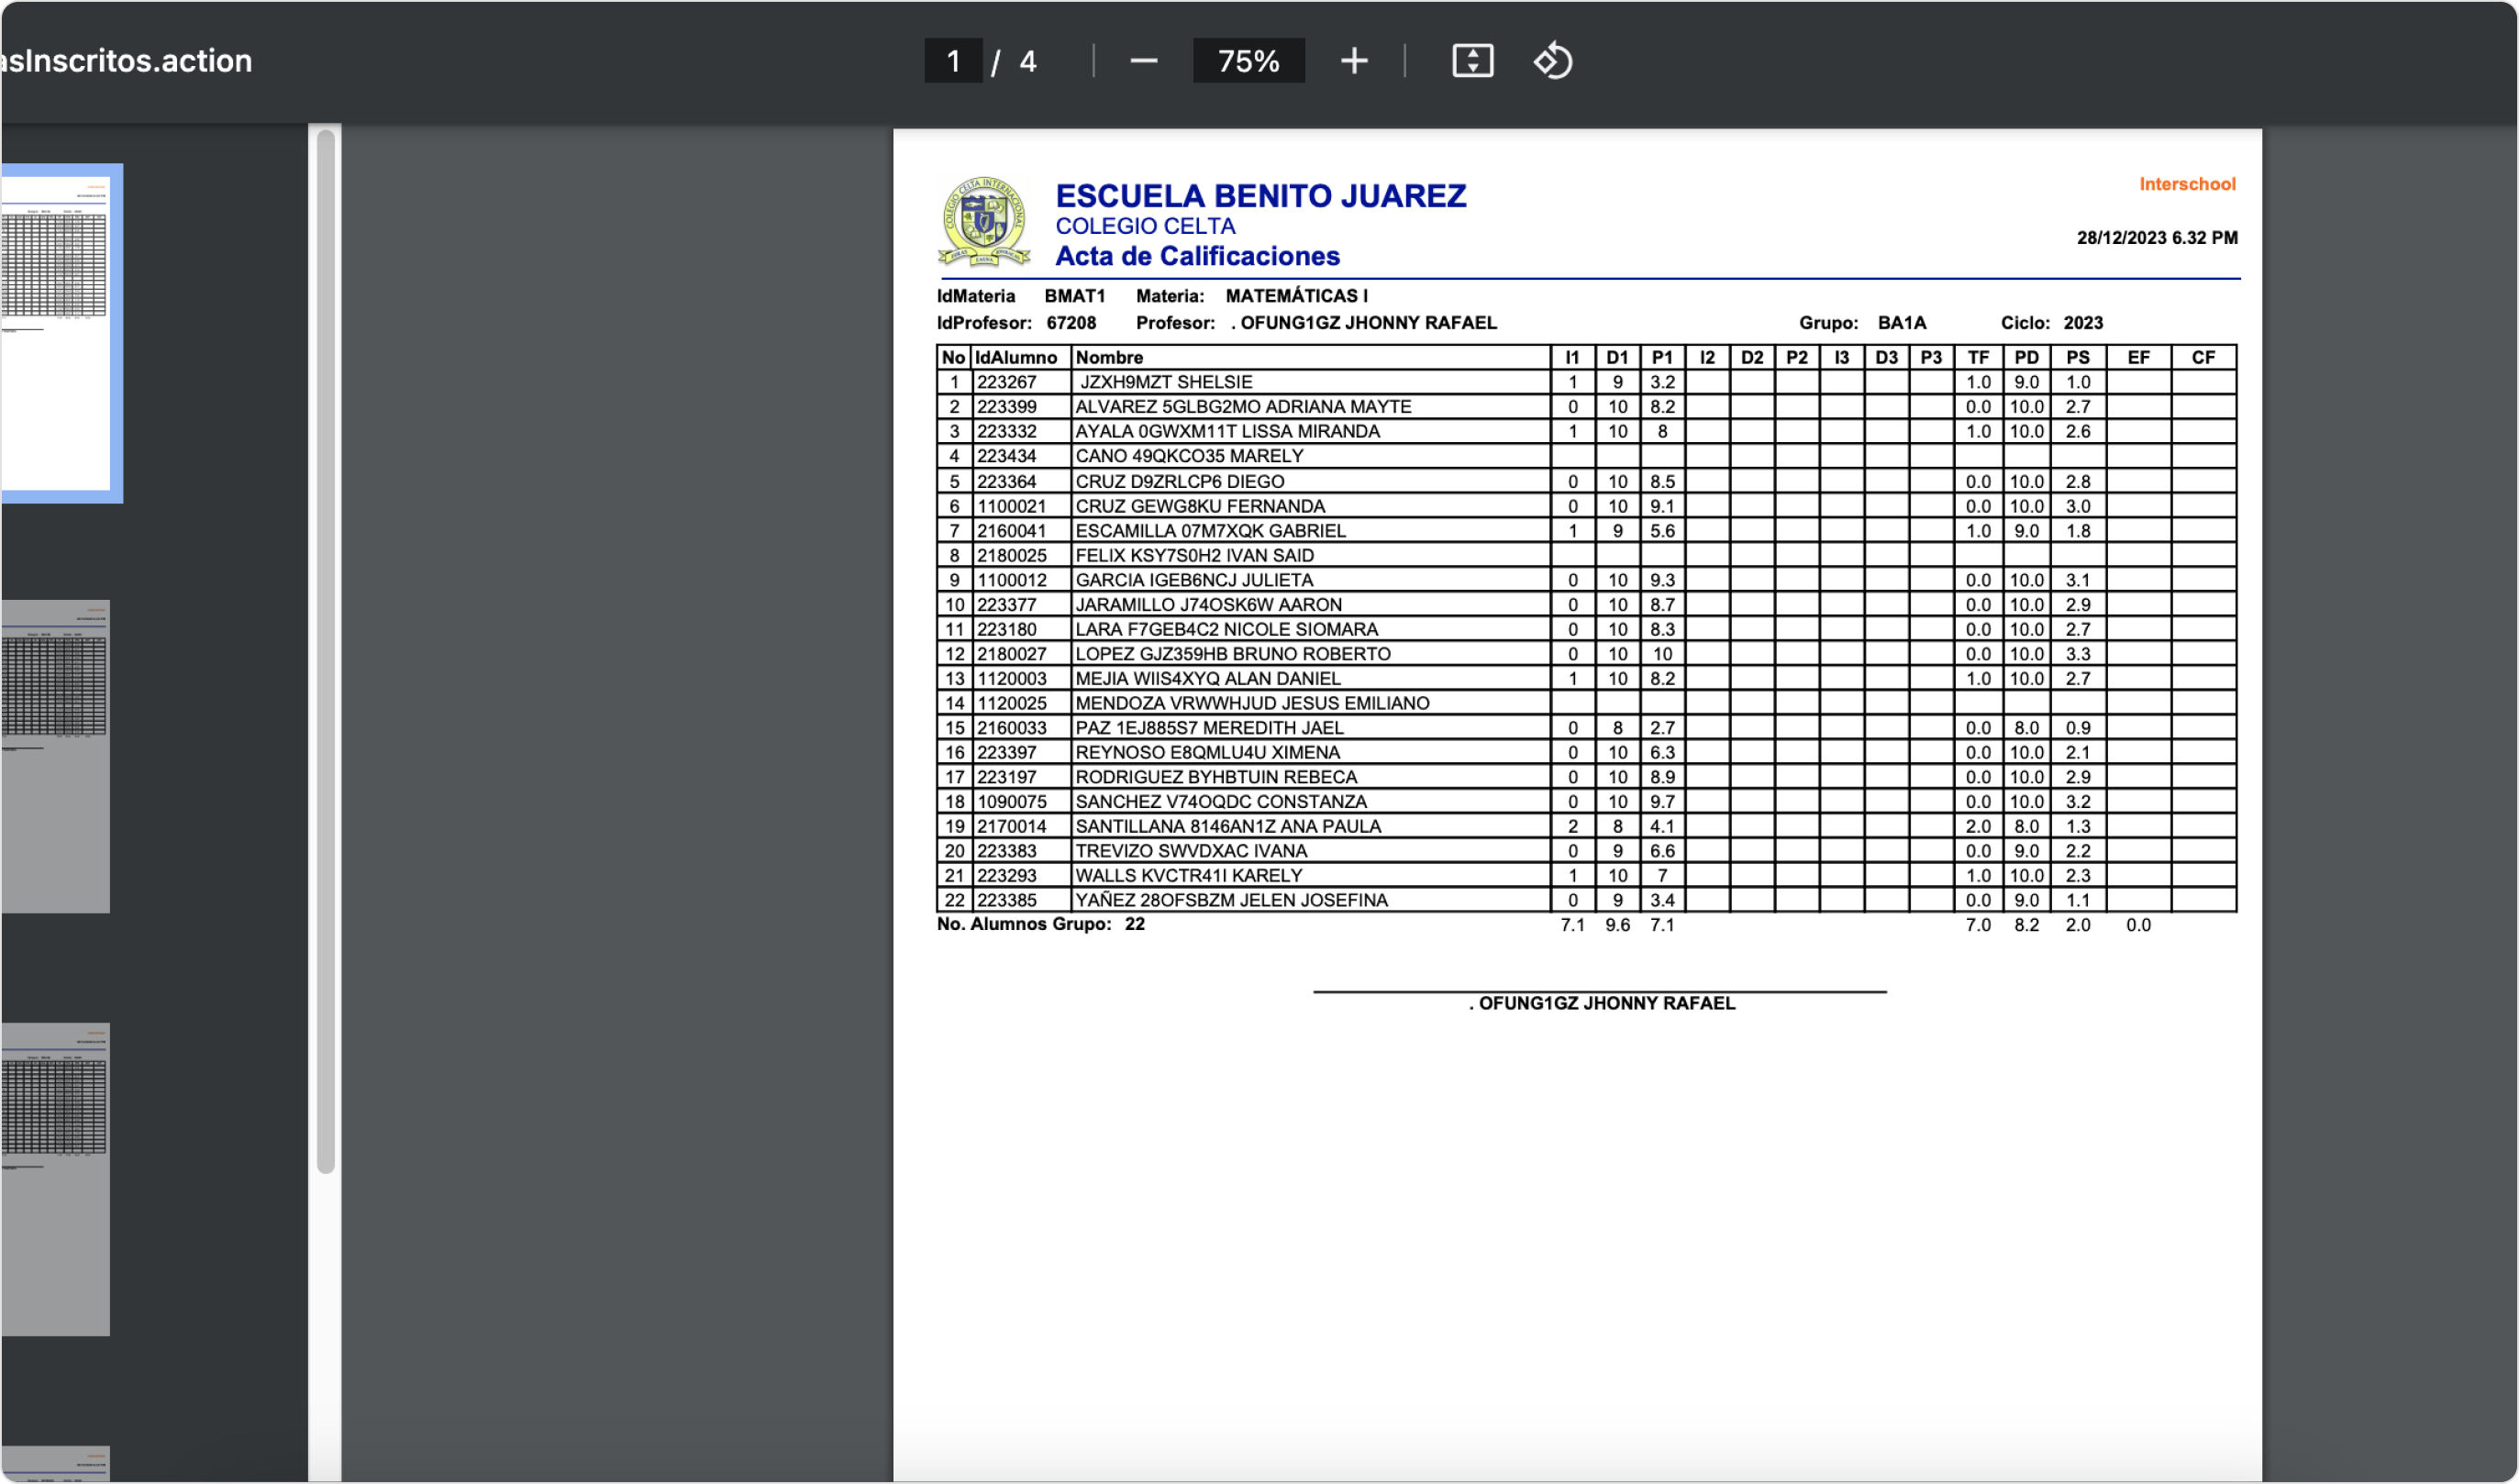 asInscritos.action
1 / 4
75%
ESCUELA BENITO JUAREZ
Interschool
COLEGIO CELTA
28/12/2023 6.32 PM
Acta de Calificaciones
COLEGIO CELTA INTERNACIONAL
IdMateria BMAT1 Materia: MATEMÁTICAS I
IdProfesor: 67208 Profesor: . OFUNG1GZ JHONNY RAFAEL Grupo: BA1A Ciclo: 2023
No IdAlumno Nombre I1 D1 P1 I2 D2 P2 I3 D3 P3 TF PD PS EF CF
1 223267 JZXH9MZT SHELSIE 1 9 3.2 1.0 9.0 1.0
2 223399 ALVAREZ 5GLBG2MO ADRIANA MAYTE 0 10 8.2 0.0 10.0 2.7
3 223332 AYALA 0GWXM11T LISSA MIRANDA 1 10 8 1.0 10.0 2.6
4 223434 CANO 49QKCO35 MARELY
5 223364 CRUZ D9ZRLCP6 DIEGO 0 10 8.5 0.0 10.0 2.8
6 1100021 CRUZ GEWG8KU FERNANDA 0 10 9.1 0.0 10.0 3.0
7 2160041 ESCAMILLA 07M7XQK GABRIEL 1 9 5.6 1.0 9.0 1.8
8 2180025 FELIX KSY7S0H2 IVAN SAID
9 1100012 GARCIA IGEB6NCJ JULIETA 0 10 9.3 0.0 10.0 3.1
10 223377 JARAMILLO J74OSK6W AARON 0 10 8.7 0.0 10.0 2.9
11 223180 LARA F7GEB4C2 NICOLE SIOMARA 0 10 8.3 0.0 10.0 2.7
12 2180027 LOPEZ GJZ359HB BRUNO ROBERTO 0 10 10 0.0 10.0 3.3
13 1120003 MEJIA WIIS4XYQ ALAN DANIEL 1 10 8.2 1.0 10.0 2.7
14 1120025 MENDOZA VRWWHJUD JESUS EMILIANO
15 2160033 PAZ 1EJ885S7 MEREDITH JAEL 0 8 2.7 0.0 8.0 0.9
16 223397 REYNOSO E8QMLU4U XIMENA 0 10 6.3 0.0 10.0 2.1
17 223197 RODRIGUEZ BYHBTUIN REBECA 0 10 8.9 0.0 10.0 2.9
18 1090075 SANCHEZ V74OQDC CONSTANZA 0 10 9.7 0.0 10.0 3.2
19 2170014 SANTILLANA 8146AN1Z ANA PAULA 2 8 4.1 2.0 8.0 1.3
20 223383 TREVIZO SWVDXAC IVANA 0 9 6.6 0.0 9.0 2.2
21 223293 WALLS KVCTR41I KARELY 1 10 7 1.0 10.0 2.3
22 223385 YAÑEZ 28OFSBZM JELEN JOSEFINA 0 9 3.4 0.0 9.0 1.1
No. Alumnos Grupo: 22 7.1 9.6 7.1 7.0 8.2 2.0 0.0
. OFUNG1GZ JHONNY RAFAEL